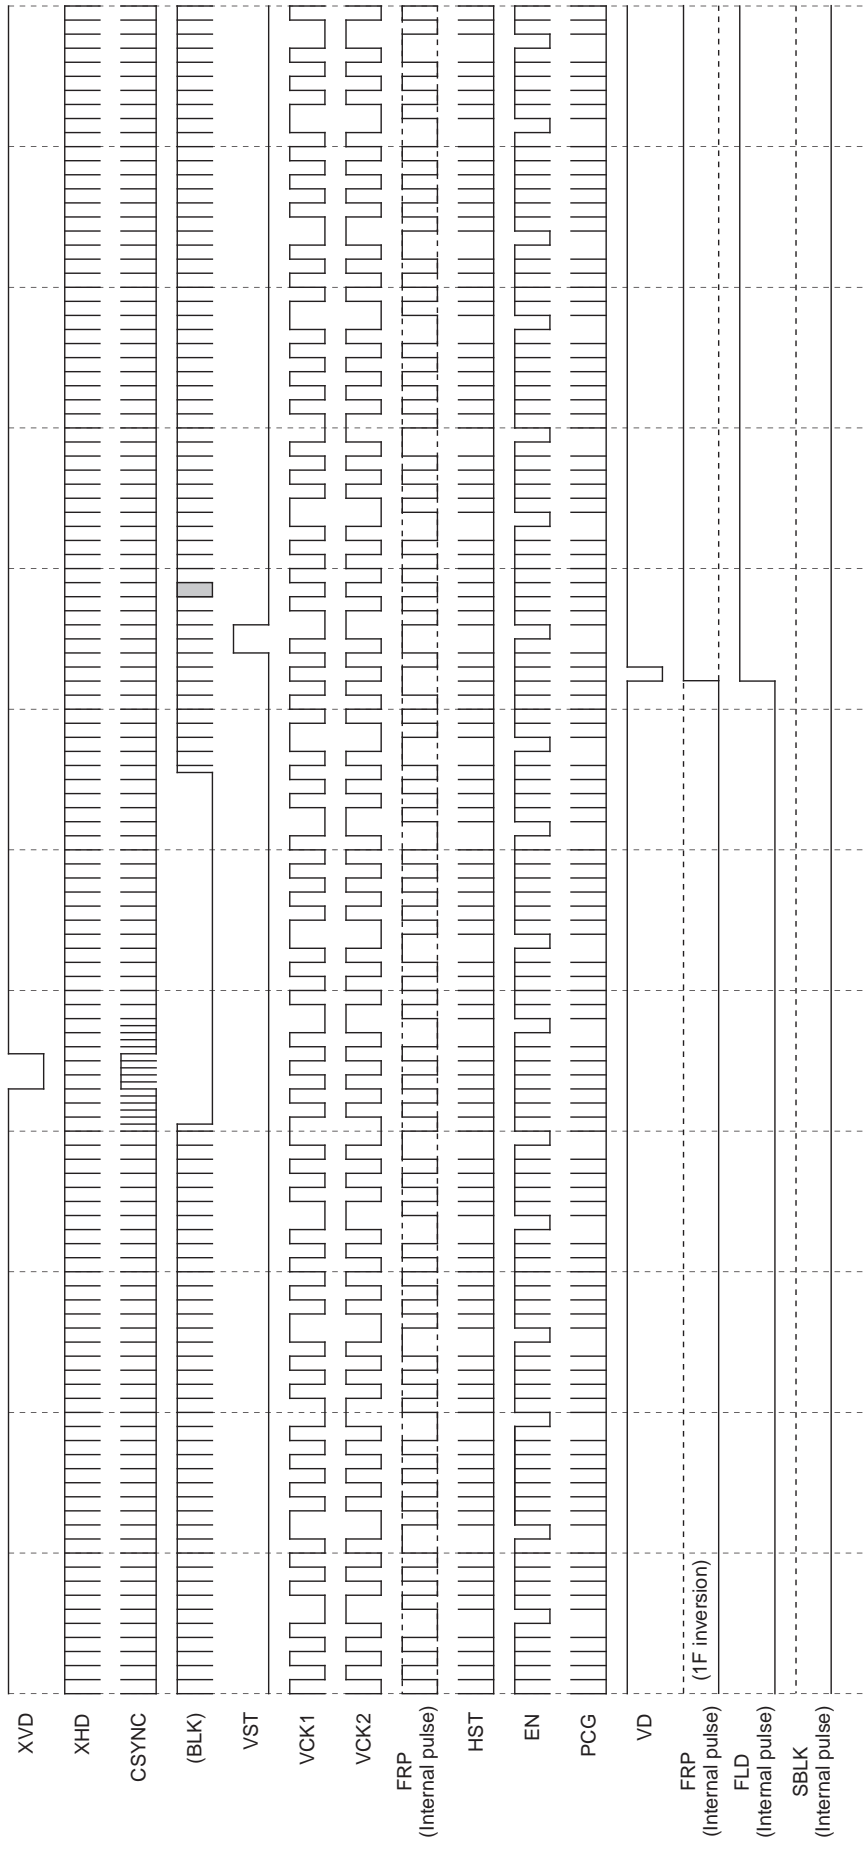 XVD
XHD
CSYNC
(BLK)
VST
VCK1
VCK2
FRP
(Internal pulse)
HST
EN
PCG
VD
FRP
(Internal pulse)
(1F inversion)
FLD
(Internal pulse)
SBLK
(Internal pulse)